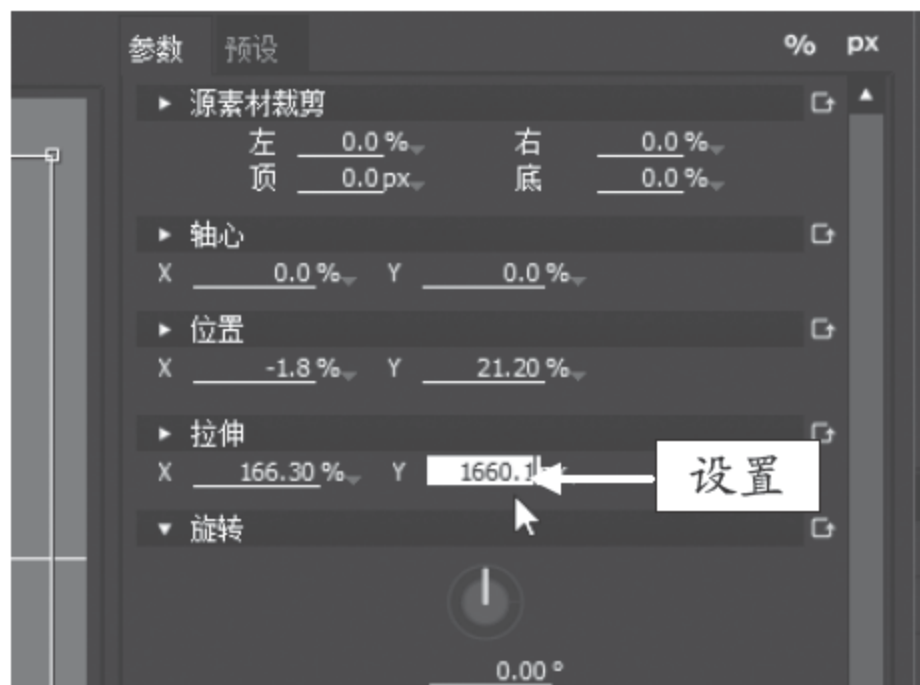 参数 预设 % px
源素材裁剪
左 0.0 % 右 0.0 %
顶 0.0 px 底 0.0 %
轴心
X 0.0 % Y 0.0 %
位置
X -1.8 % Y 21.20 %
拉伸
X 166.30 % Y 1660.1
设置
旋转
0.00 °